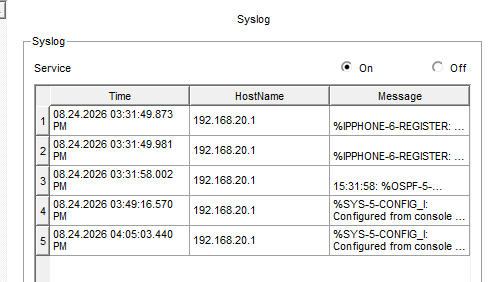 Syslog
Syslog
Service
On
Off
Time HostName Message
1 08.24.2026 03:31:49.873 PM 192.168.20.1 %IPPHONE-6-REGISTER: ...
2 08.24.2026 03:31:49.981 PM 192.168.20.1 %IPPHONE-6-REGISTER: ...
3 08.24.2026 03:31:58.002 PM 192.168.20.1 15:31:58: %OSPF-5-...
4 08.24.2026 03:49:16.570 PM 192.168.20.1 %SYS-5-CONFIG_I: Configured from console ...
5 08.24.2026 04:05:03.440 PM 192.168.20.1 %SYS-5-CONFIG_I: Configured from console ...